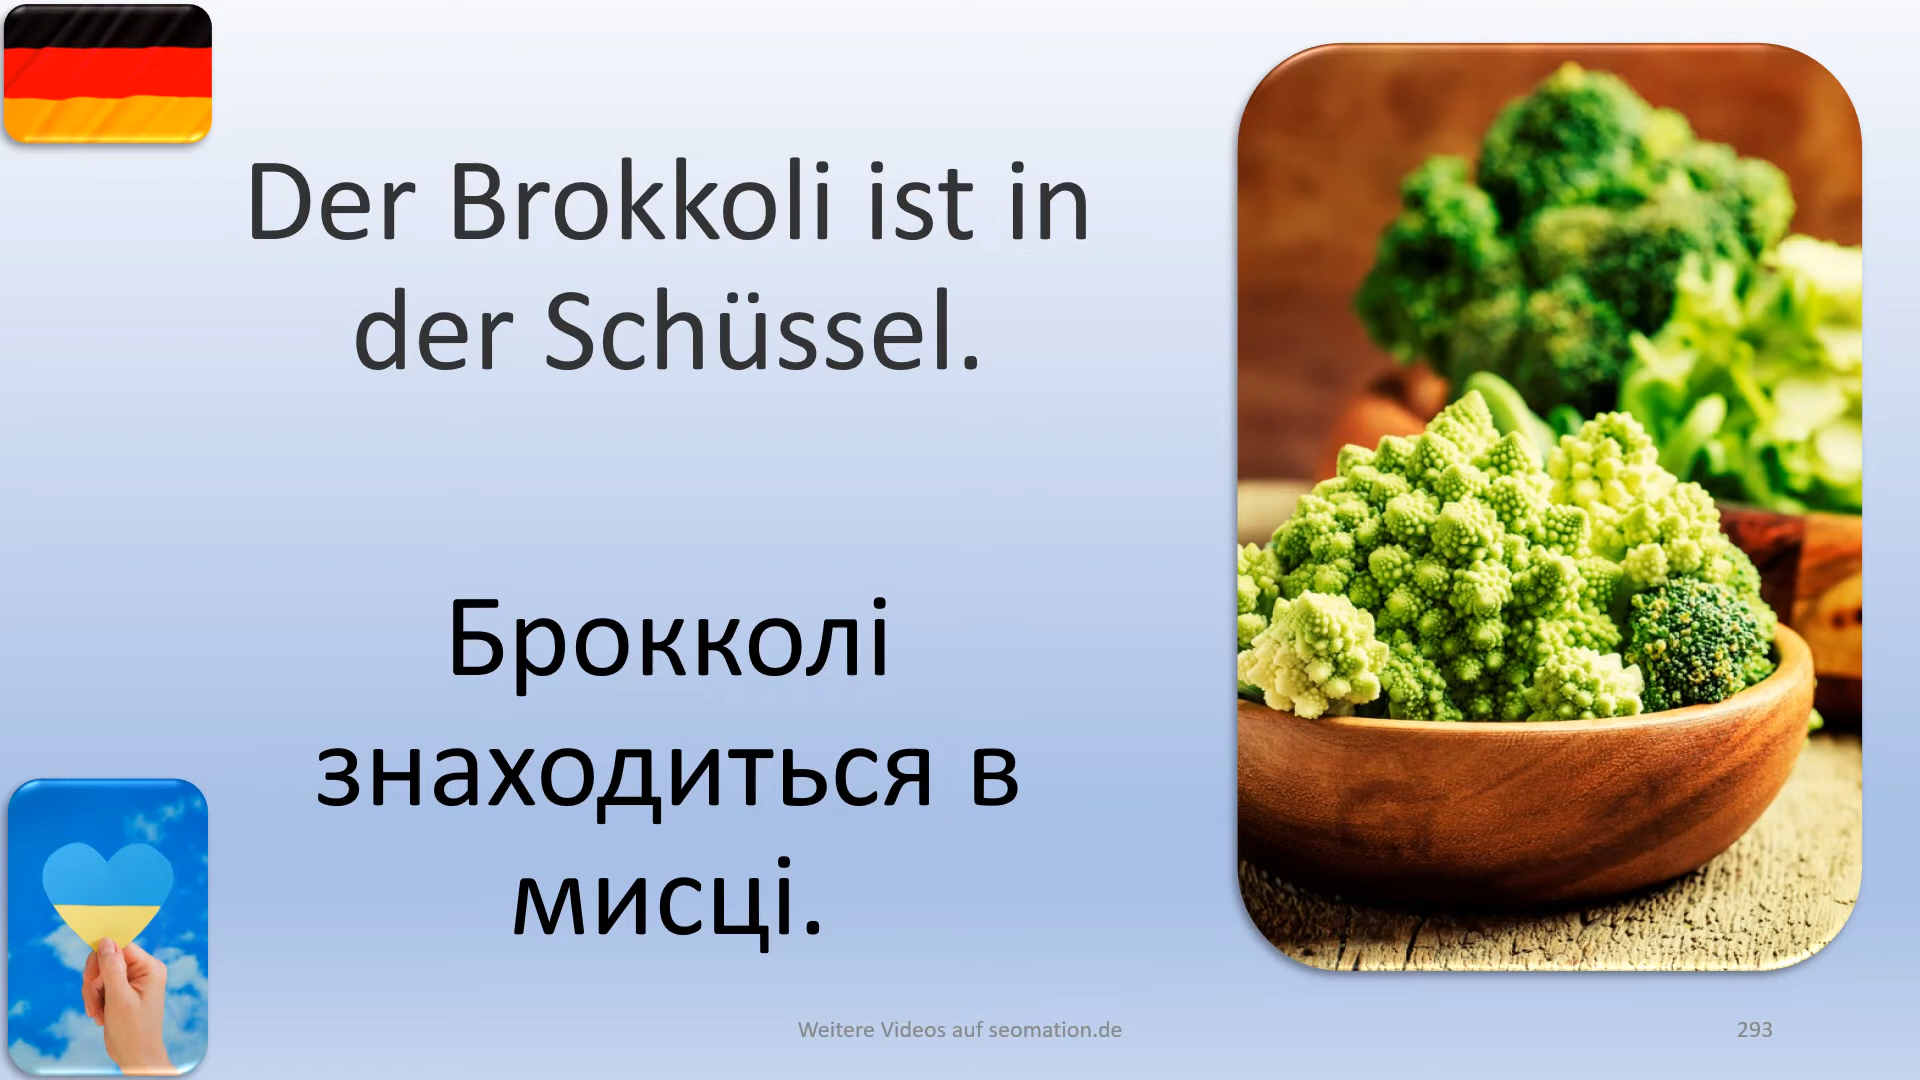 Der Brokkoli ist in
der Schüssel.
Брокколі
знаходиться в
мисці.
Weitere Videos auf seomation.de
293